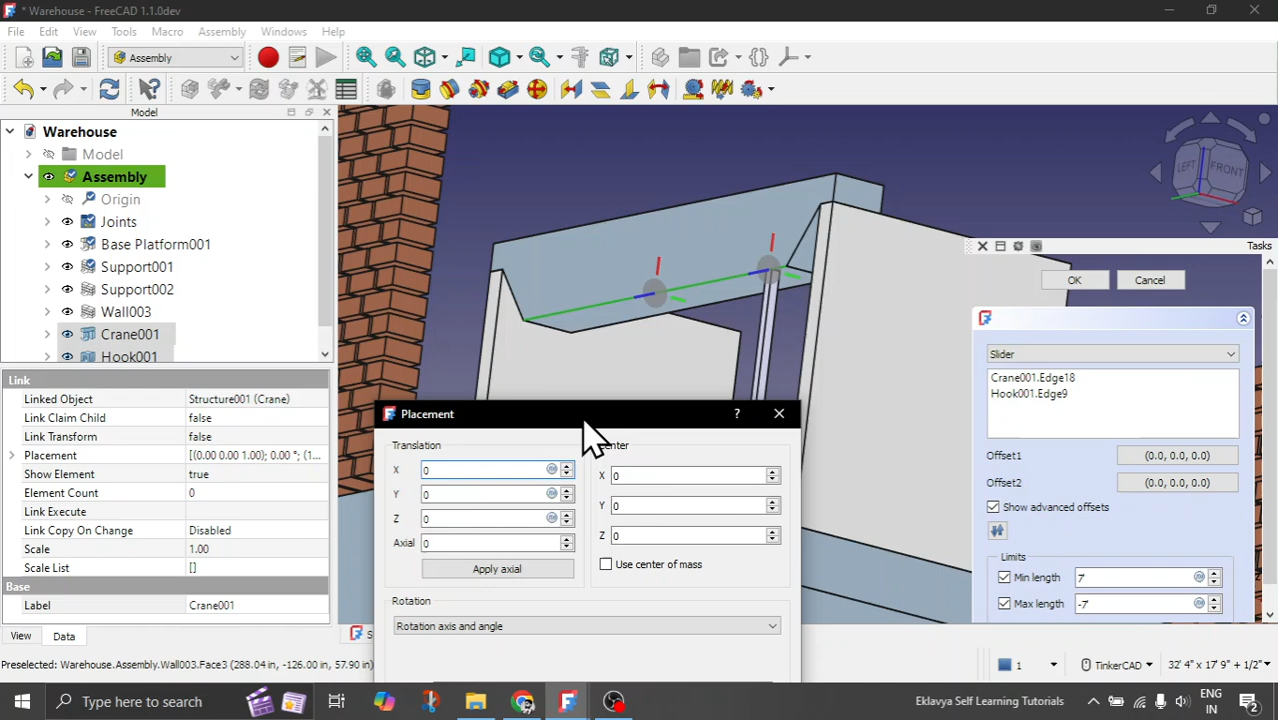 * Warehouse - FreeCAD 1.1.0dev
File Edit View Tools Macro Assembly Windows Help
Assembly
Model
Warehouse
Model
Assembly
Origin
Joints
Base Platform001
Support001
Support002
Wall003
Crane001
Hook001
Link
Linked Object Structure001 (Crane)
Link Claim Child false
Link Transform false
Placement [(0.00 0.00 1.00); 0.00 °; (1...
Show Element true
Element Count 0
Link Execute
Link Copy On Change Disabled
Scale 1.00
Scale List []
Base
Label Crane001
View Data
Preselected: Warehouse.Assembly.Wall003.Face3 (288.04 in, -126.00 in, 57.90 in)
LEFT FRONT
Tasks
OK Cancel
Slider
Crane001.Edge18
Hook001.Edge9
Offset1 (0.0, 0.0, 0.0)
Offset2 (0.0, 0.0, 0.0)
Show advanced offsets
Limits
Min length 7
Max length -7
Placement ? ×
Translation
X 0
Y 0
Z 0
Axial 0
Apply axial
X 0
Y 0
Z 0
Use center of mass
Rotation
Rotation axis and angle
1 TinkerCAD 32' 4" x 17' 9" + 1/2"
Type here to search
Eklavya Self Learning Tutorials
ENG
IN
2